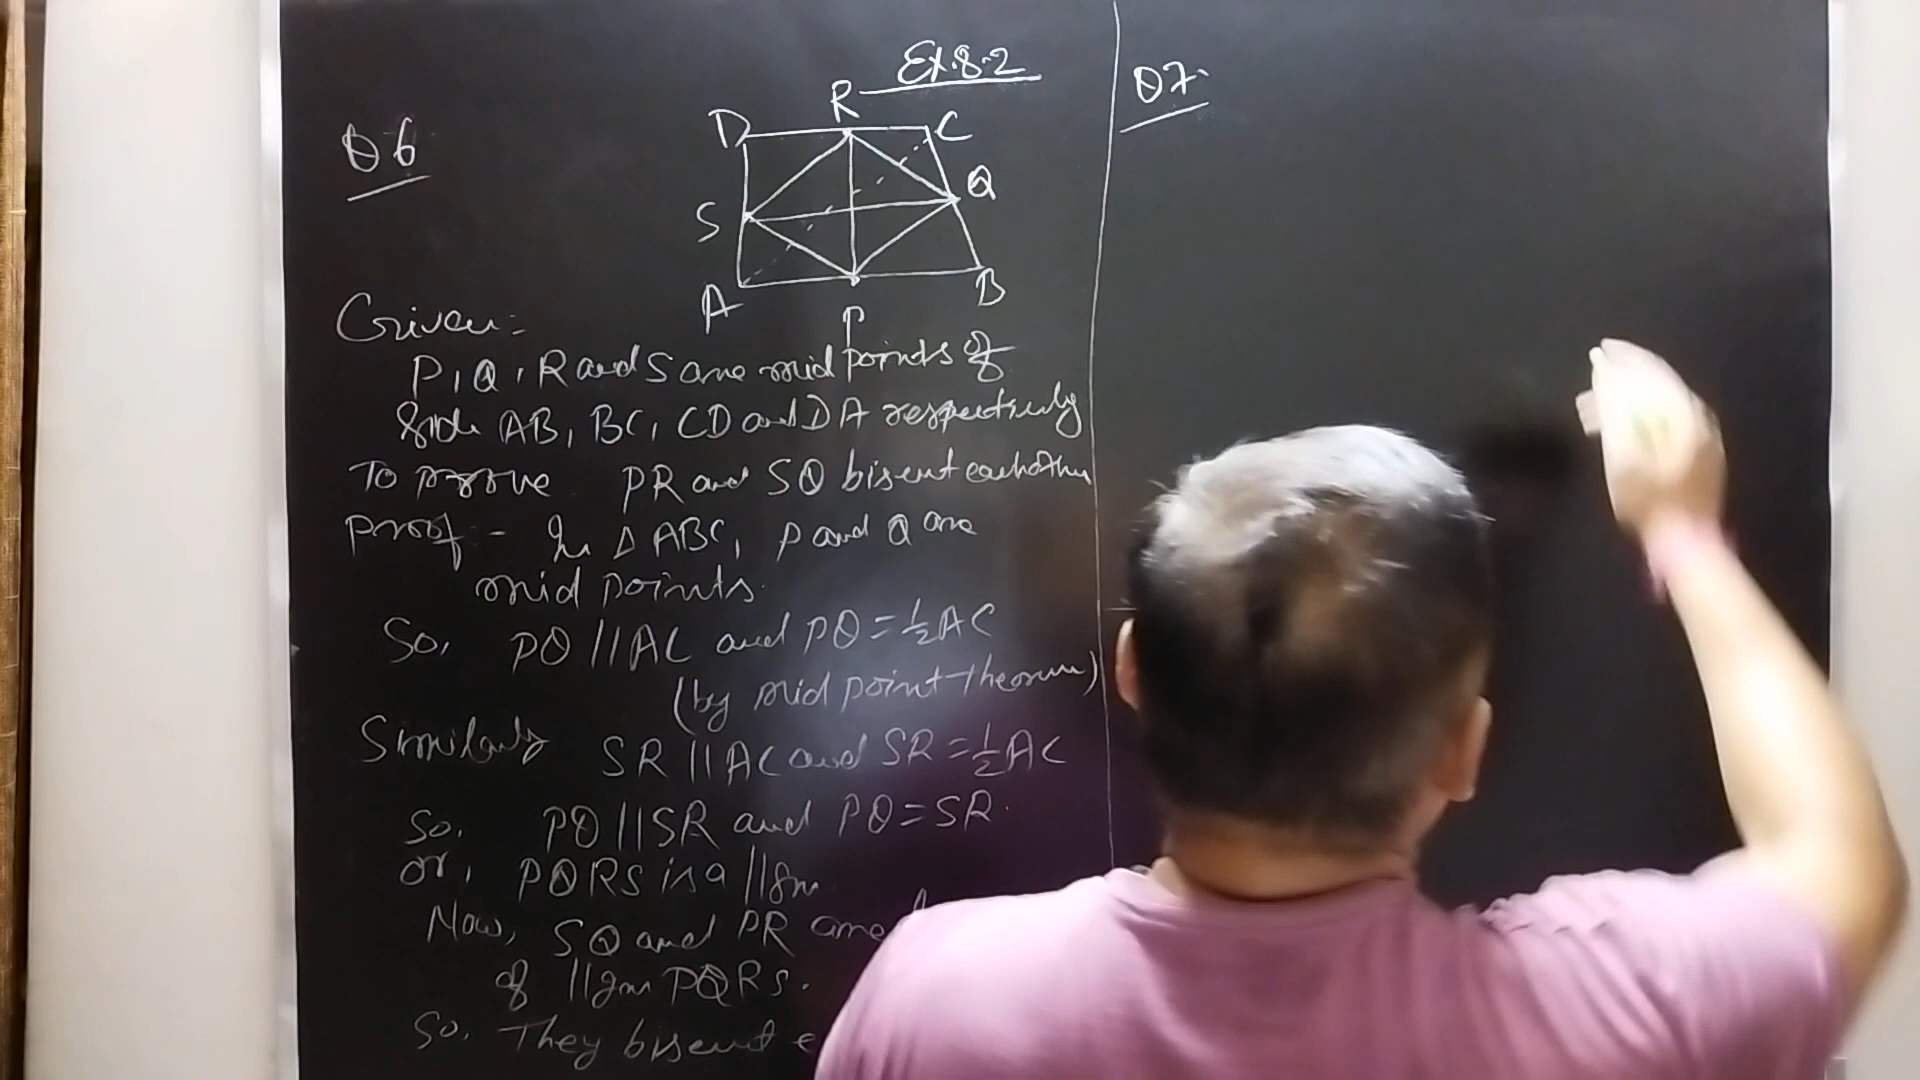 Ex.8.2
Q6
D R C
S Q
A P B
Given:
P, Q, R and S are mid points of
side AB, BC, CD and DA respectively
To prove PR and SQ bisect each other
Proof - In Δ ABC, P and Q are
mid points.
So, PQ || AC and PQ = 1/2 AC
(by mid point theorem)
Similarly SR || AC and SR = 1/2 AC
So, PQ || SR and PQ = SR.
or, PQRS is a ||gm
Now, SQ and PR are
of ||gm PQRS.
So, They bisect
Q7.